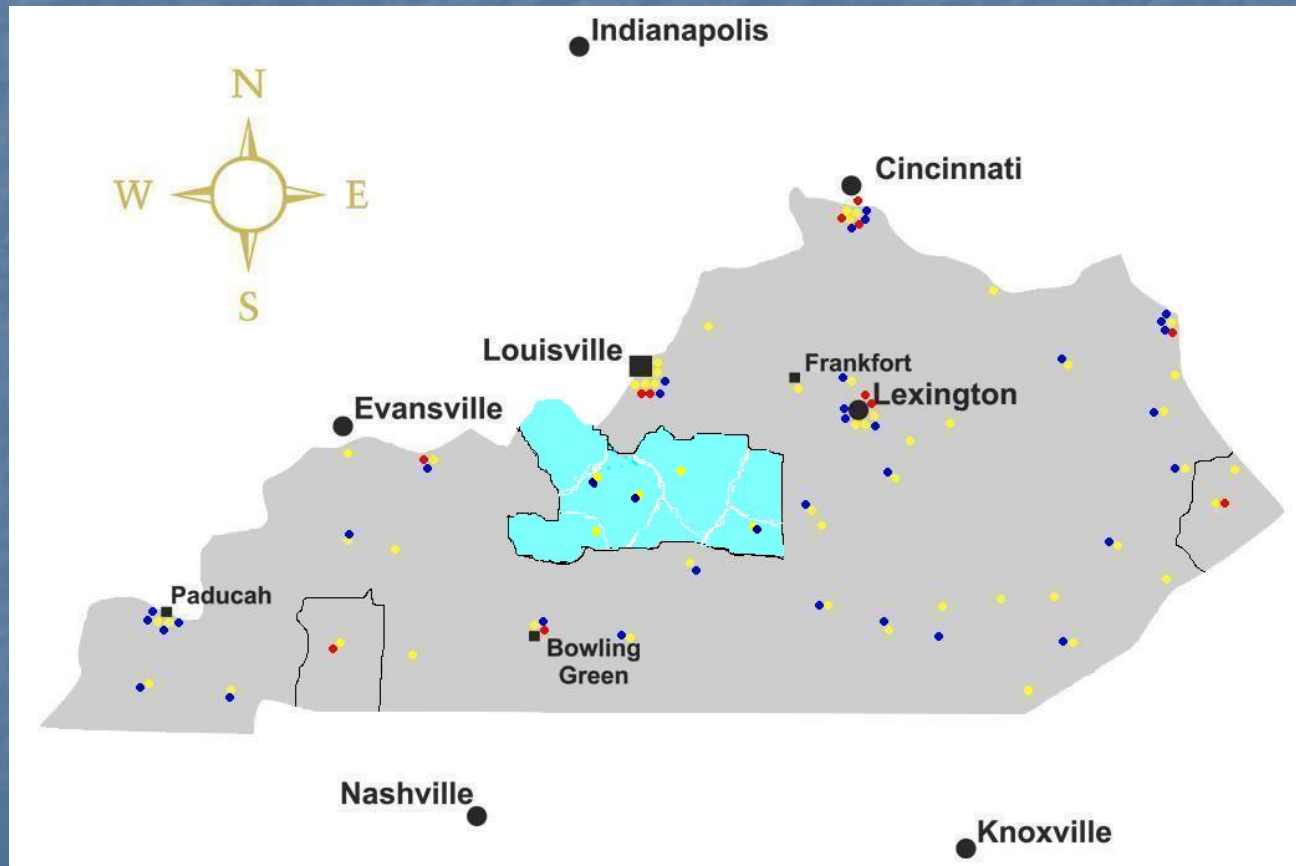 Indianapolis
N
Cincinnati
W
E
S
Louisville
Frankfort
Lexington
Evansville
Paducah
Bowling
Green
Nashville
Knoxville